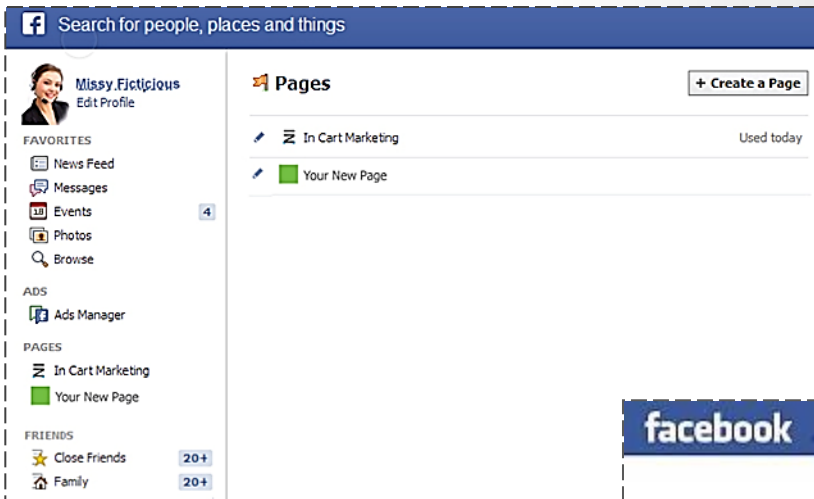 f Search for people, places and things
Missy Ficticious
Edit Profile
FAVORITES
News Feed
Messages
18 Events 4
Photos
Browse
ADS
Ads Manager
PAGES
In Cart Marketing
Your New Page
FRIENDS
Close Friends 20+
Family 20+
Pages + Create a Page
In Cart Marketing Used today
Your New Page
facebook